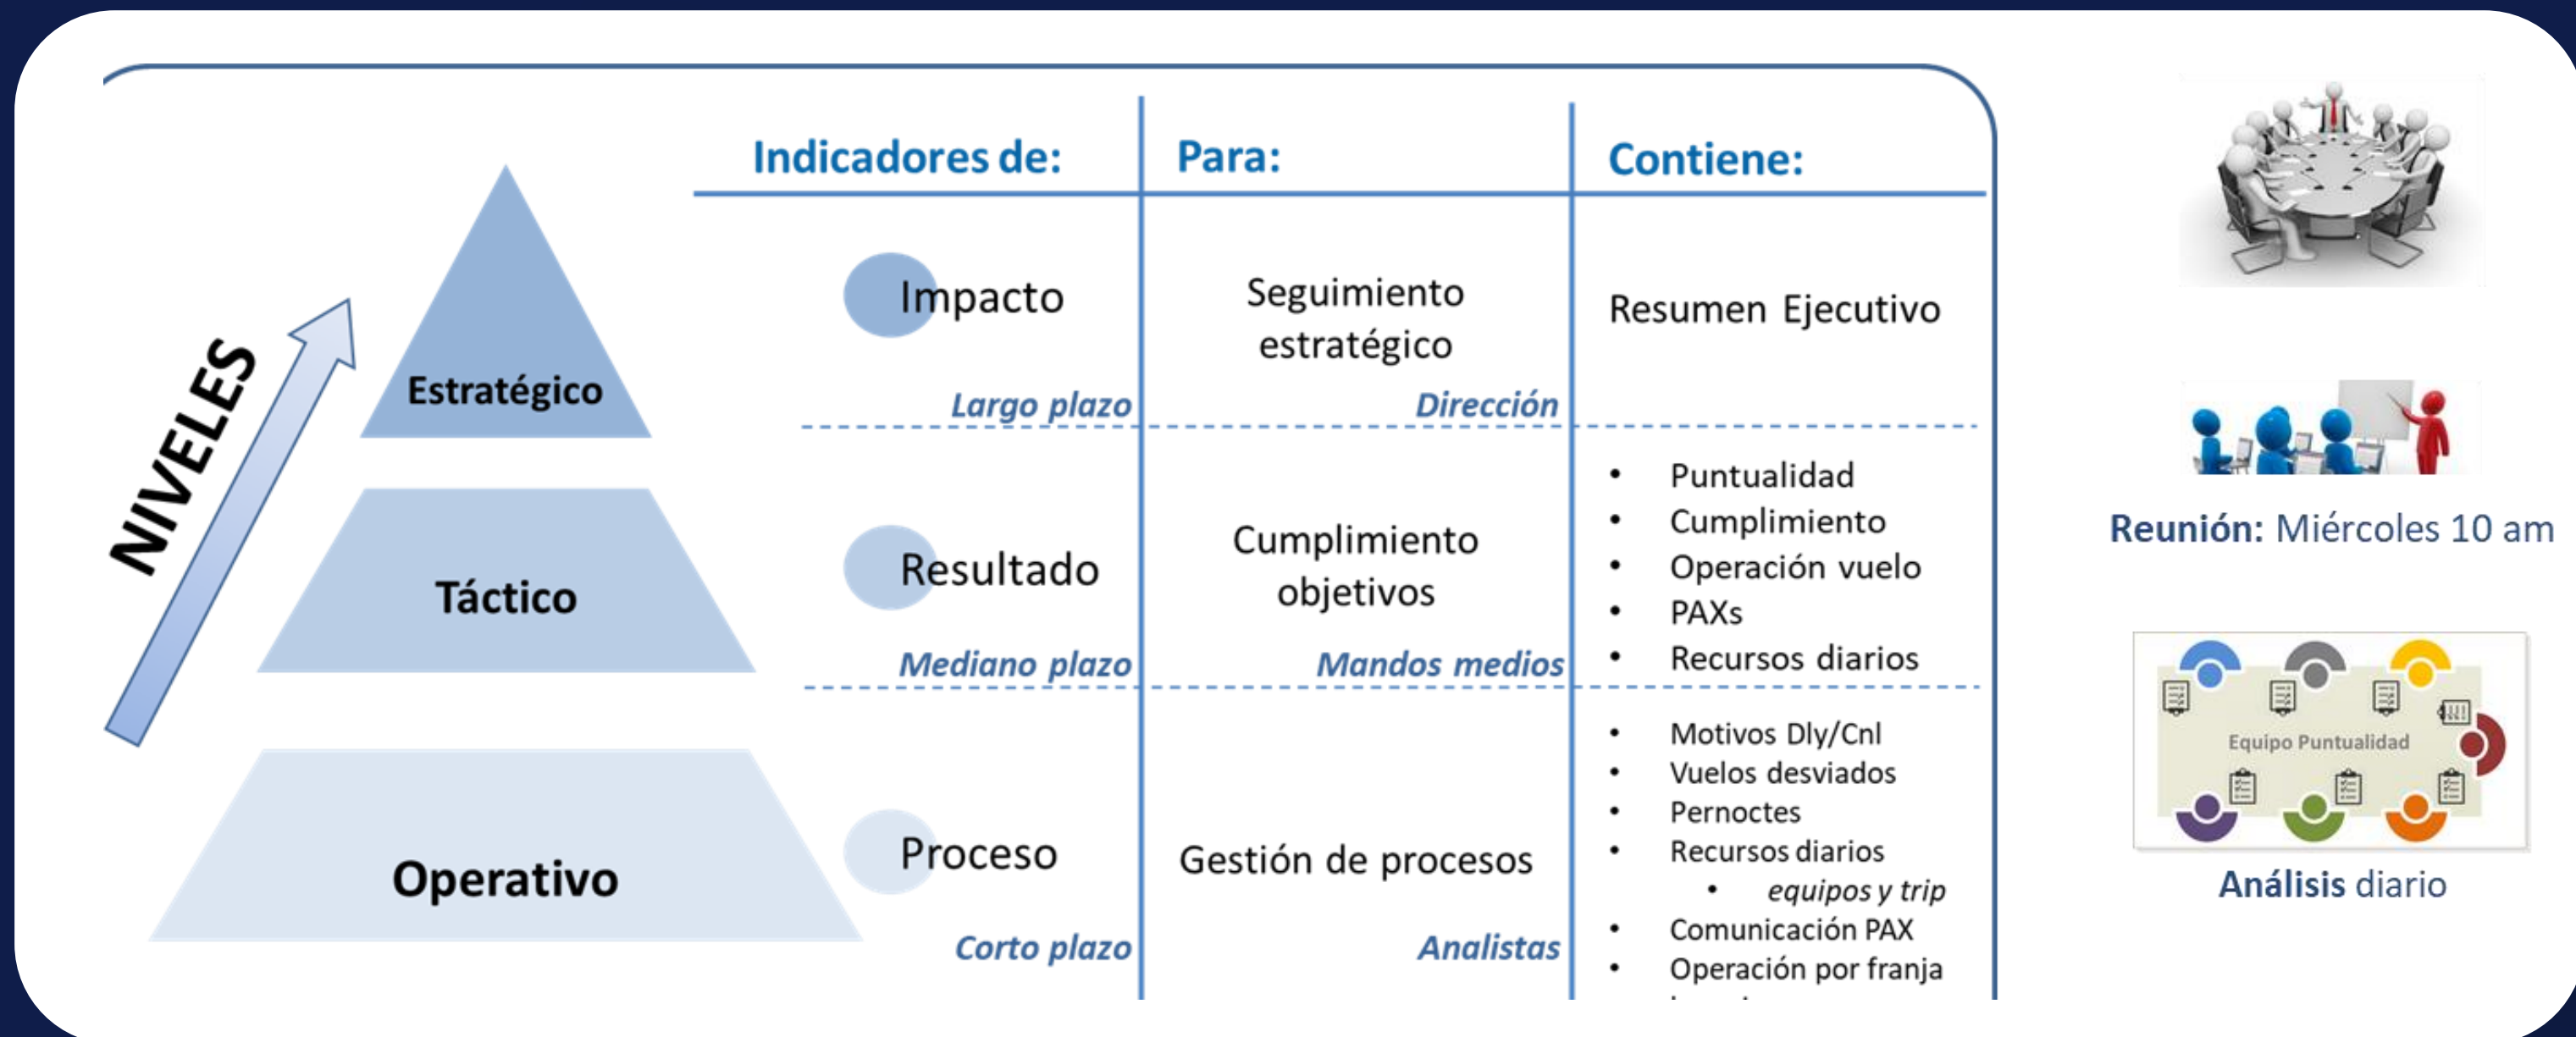 Indicadores de:
Para:
Contiene:
NIVELES
Estratégico
Impacto
Largo plazo
Seguimiento
estratégico
Dirección
Resumen Ejecutivo
Táctico
Resultado
Mediano plazo
Cumplimiento
objetivos
Mandos medios
• Puntualidad
• Cumplimiento
• Operación vuelo
• PAXs
• Recursos diarios
Operativo
Proceso
Corto plazo
Gestión de procesos
Analistas
• Motivos Dly/Cnl
• Vuelos desviados
• Pernoctes
• Recursos diarios
• equipos y trip
• Comunicación PAX
• Operación por franja
Reunión: Miércoles 10 am
Equipo Puntualidad
Análisis diario